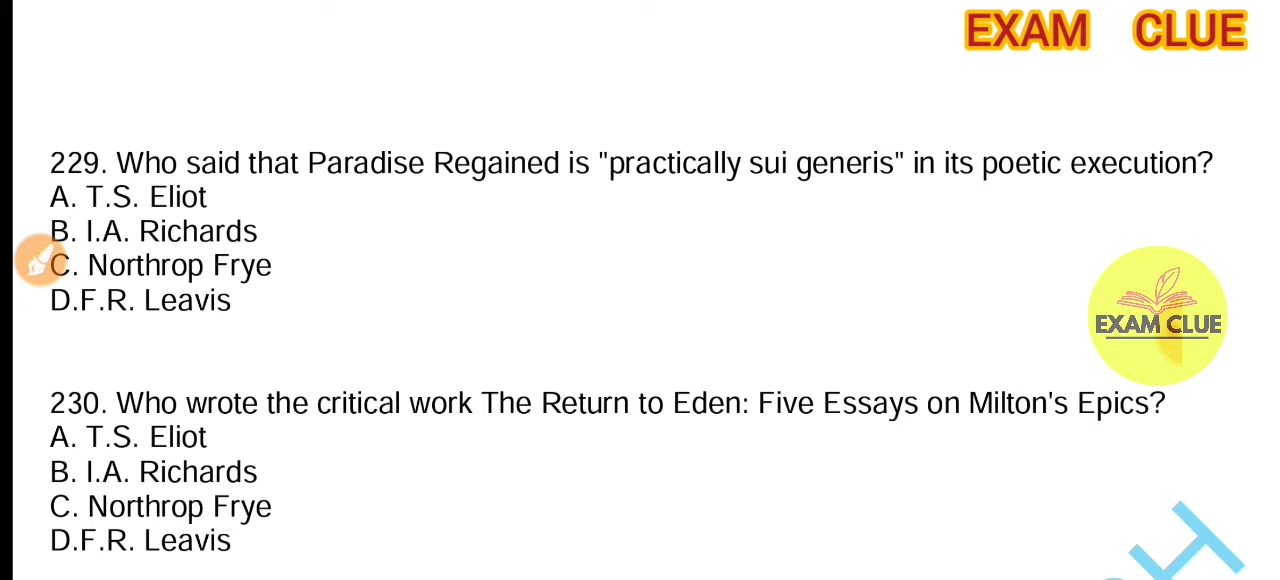 EXAM CLUE
229. Who said that Paradise Regained is "practically sui generis" in its poetic execution?
A. T.S. Eliot
B. I.A. Richards
C. Northrop Frye
D.F.R. Leavis
EXAM CLUE
230. Who wrote the critical work The Return to Eden: Five Essays on Milton's Epics?
A. T.S. Eliot
B. I.A. Richards
C. Northrop Frye
D.F.R. Leavis
H